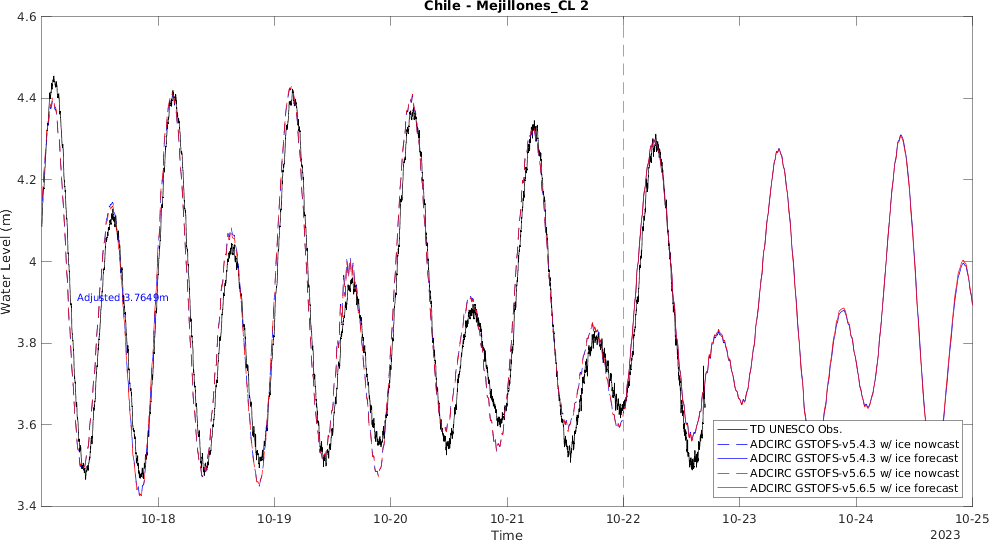 Chile - Mejillones_CL 2
4.6
4.4
4.2
4
3.8
3.6
3.4
Water Level (m)
Adjusted 3.7649m
TD UNESCO Obs.
ADCIRC GSTOFS-v5.4.3 w/ ice nowcast
ADCIRC GSTOFS-v5.4.3 w/ ice forecast
ADCIRC GSTOFS-v5.6.5 w/ ice nowcast
ADCIRC GSTOFS-v5.6.5 w/ ice forecast
10-18 10-19 10-20 10-21 10-22 10-23 10-24 10-25
Time
2023